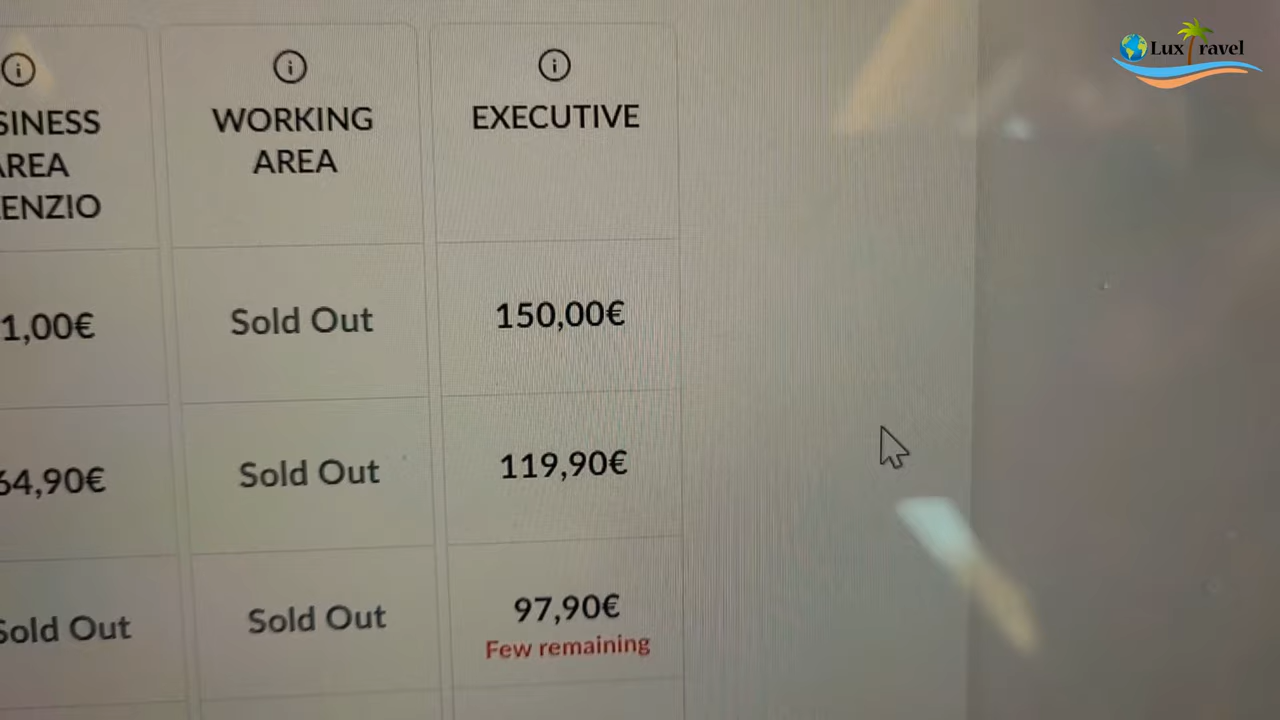 Lux Travel
SINESS
AREA
ENZIO
WORKING
AREA
EXECUTIVE
1,00€
Sold Out
150,00€
64,90€
Sold Out
119,90€
Sold Out
Sold Out
97,90€
Few remaining